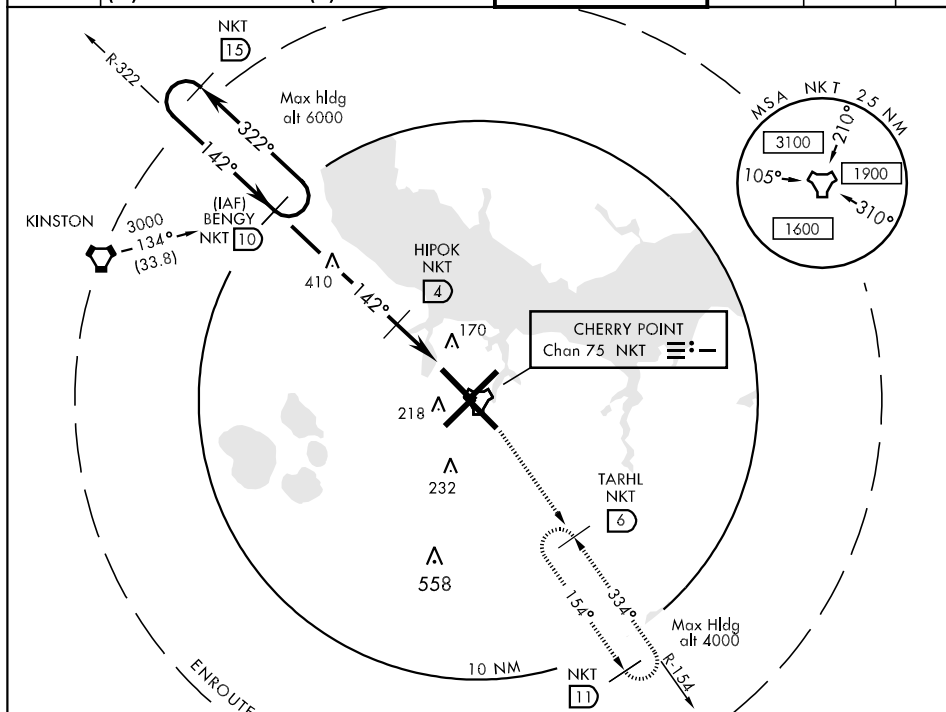 NKT
15
R-322
Max hldg
alt 6000
322°
142°
MSA NKT 25 NM
210°
3100
105°
1900
310°
1600
KINSTON
3000
134°
(33.8)
(IAF)
BENGY
NKT 10
410
142°
HIPOK
NKT
4
170
CHERRY POINT
Chan 75 NKT
218
232
558
TARHL
NKT
6
154°
334°
Max Hldg
alt 4000
R-154
10 NM
NKT
11